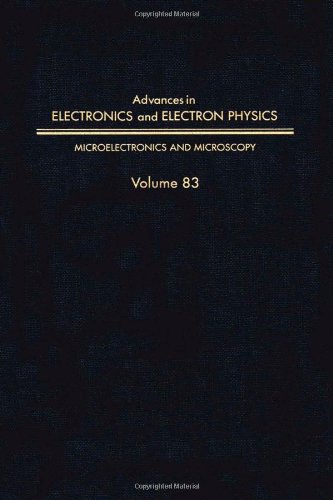 Advances in
ELECTRONICS and ELECTRON PHYSICS
MICROELECTRONICS AND MICROSCOPY
Volume 83